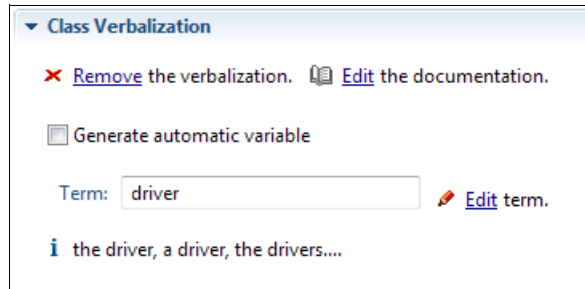 Class Verbalization
Remove the verbalization. Edit the documentation.
Generate automatic variable
Term: driver Edit term.
the driver, a driver, the drivers....